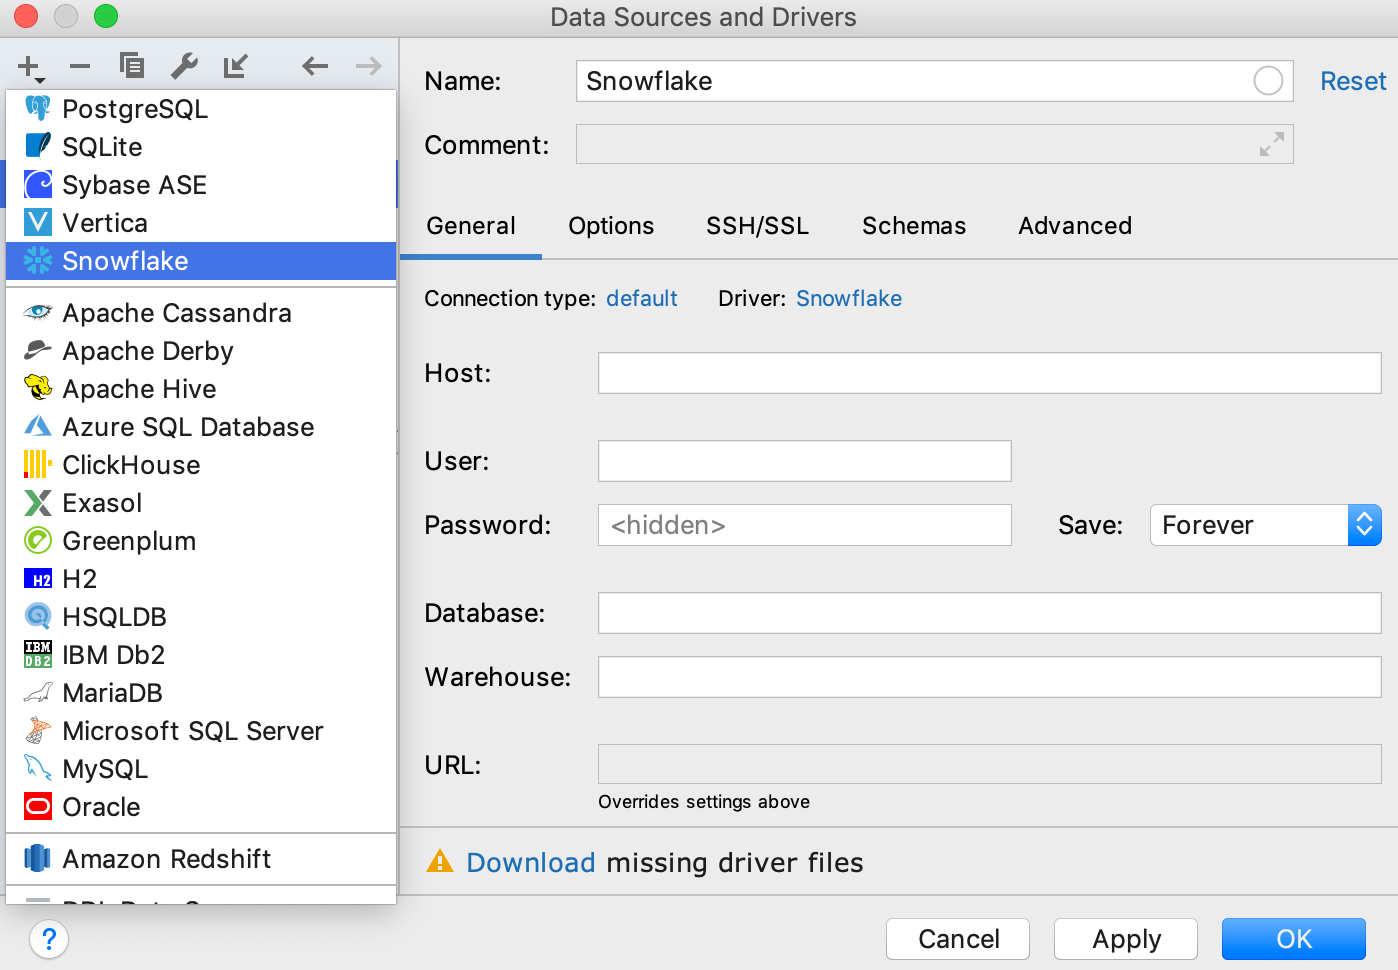 Data Sources and Drivers
PostgreSQL
SQLite
Sybase ASE
Vertica
Snowflake
Apache Cassandra
Apache Derby
Apache Hive
Azure SQL Database
ClickHouse
Exasol
Greenplum
H2 H2
HSQLDB
IBM DB2 IBM Db2
MariaDB
Microsoft SQL Server
MySQL
Oracle
Amazon Redshift
Name: Snowflake Reset
Comment:
General Options SSH/SSL Schemas Advanced
Connection type: default Driver: Snowflake
Host:
User:
Password: <hidden> Save: Forever
Database:
Warehouse:
URL:
Overrides settings above
Download missing driver files
? Cancel Apply OK